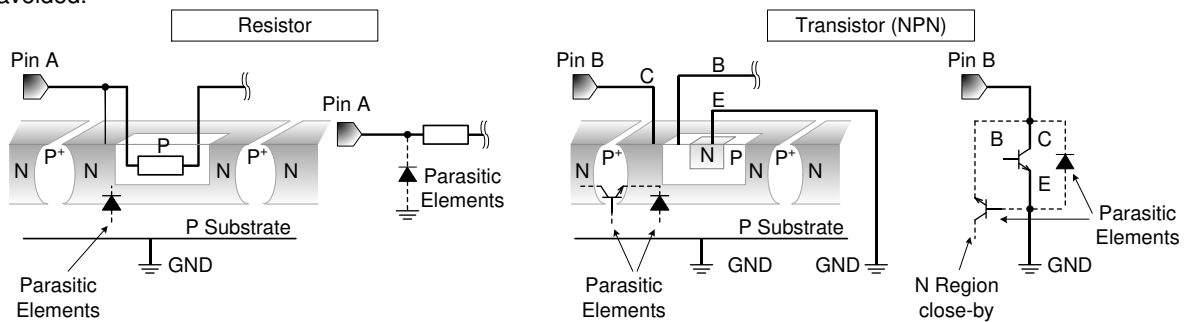 avoided.
Resistor
Pin A
N
P+
N
P
N
P+
N
P Substrate
GND
Parasitic
Elements
Pin A
Parasitic
Elements
Transistor (NPN)
Pin B
C
B
E
N
P+
N
N
P
N
P+
N
P Substrate
GND
GND
Parasitic
Elements
Pin B
B
C
E
Parasitic
Elements
GND
N Region
close-by